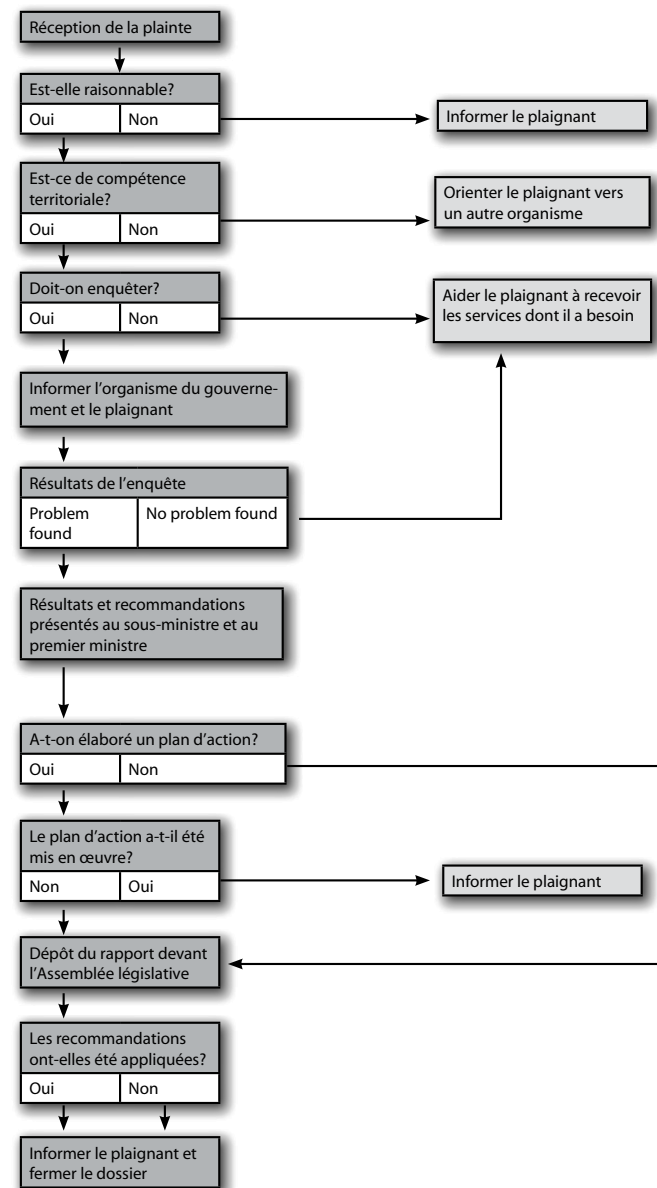 Réception de la plainte
Est-elle raisonnable?
Oui Non
Informer le plaignant
Est-ce de compétence
territoriale?
Oui Non
Orienter le plaignant vers
un autre organisme
Doit-on enquêter?
Oui Non
Aider le plaignant à recevoir
les services dont il a besoin
Informer l'organisme du gouverne-
ment et le plaignant
Résultats de l'enquête
Problem
found
No problem found
Résultats et recommandations
présentés au sous-ministre et au
premier ministre
A-t-on élaboré un plan d'action?
Oui Non
Le plan d'action a-t-il été
mis en œuvre?
Non Oui
Informer le plaignant
Dépôt du rapport devant
l'Assemblée législative
Les recommandations
ont-elles été appliquées?
Oui Non
Informer le plaignant et
fermer le dossier